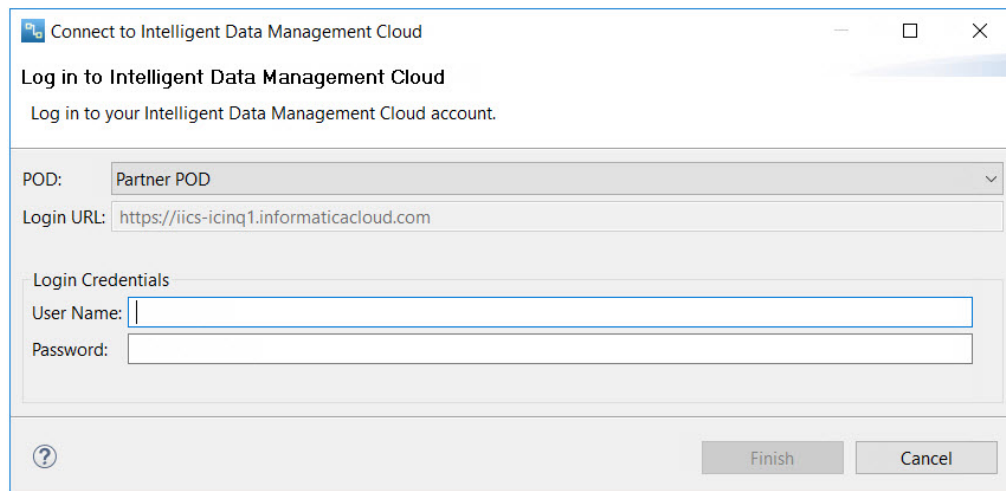 Connect to Intelligent Data Management Cloud
Log in to Intelligent Data Management Cloud
Log in to your Intelligent Data Management Cloud account.
POD: Partner POD
Login URL: https://iics-icinq1.informaticacloud.com
Login Credentials
User Name:
Password:
? Finish Cancel